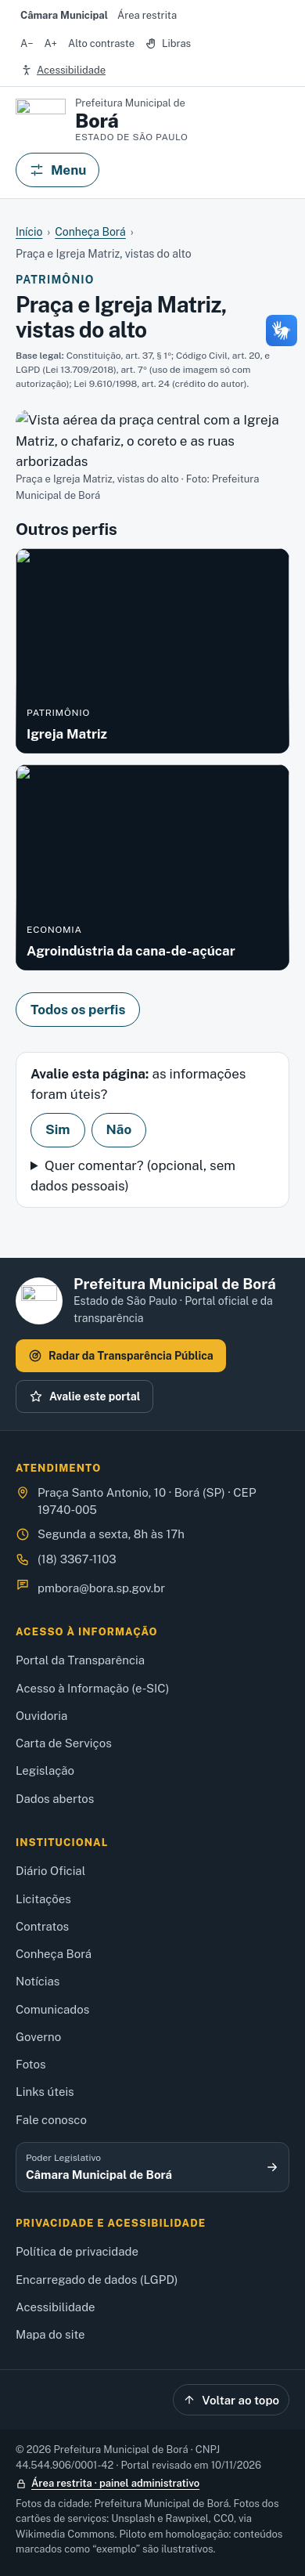 Câmara Municipal Área restrita
A− A+ Alto contraste Libras
Acessibilidade
Prefeitura Municipal de
Borá
ESTADO DE SÃO PAULO
Menu
Início › Conheça Borá ›
Praça e Igreja Matriz, vistas do alto
PATRIMÔNIO
Praça e Igreja Matriz,
vistas do alto
Base legal: Constituição, art. 37, § 1º; Código Civil, art. 20, e
LGPD (Lei 13.709/2018), art. 7º (uso de imagem só com
autorização); Lei 9.610/1998, art. 24 (crédito do autor).
Vista aérea da praça central com a Igreja
Matriz, o chafariz, o coreto e as ruas
arborizadas
Praça e Igreja Matriz, vistas do alto · Foto: Prefeitura
Municipal de Borá
Outros perfis
PATRIMÔNIO
Igreja Matriz
ECONOMIA
Agroindústria da cana-de-açúcar
Todos os perfis
Avalie esta página: as informações
foram úteis?
Sim Não
Quer comentar? (opcional, sem
dados pessoais)
Prefeitura Municipal de Borá
Estado de São Paulo · Portal oficial e da
transparência
Radar da Transparência Pública
Avalie este portal
ATENDIMENTO
Praça Santo Antonio, 10 · Borá (SP) · CEP
19740-005
Segunda a sexta, 8h às 17h
(18) 3367-1103
pmbora@bora.sp.gov.br
ACESSO À INFORMAÇÃO
Portal da Transparência
Acesso à Informação (e-SIC)
Ouvidoria
Carta de Serviços
Legislação
Dados abertos
INSTITUCIONAL
Diário Oficial
Licitações
Contratos
Conheça Borá
Notícias
Comunicados
Governo
Fotos
Links úteis
Fale conosco
Poder Legislativo
Câmara Municipal de Borá
PRIVACIDADE E ACESSIBILIDADE
Política de privacidade
Encarregado de dados (LGPD)
Acessibilidade
Mapa do site
Voltar ao topo
© 2026 Prefeitura Municipal de Borá · CNPJ
44.544.906/0001-42 · Portal revisado em 10/11/2026
Área restrita · painel administrativo
Fotos da cidade: Prefeitura Municipal de Borá. Fotos dos
cartões de serviços: Unsplash e Rawpixel, CC0, via
Wikimedia Commons. Piloto em homologação: conteúdos
marcados como “exemplo” são ilustrativos.